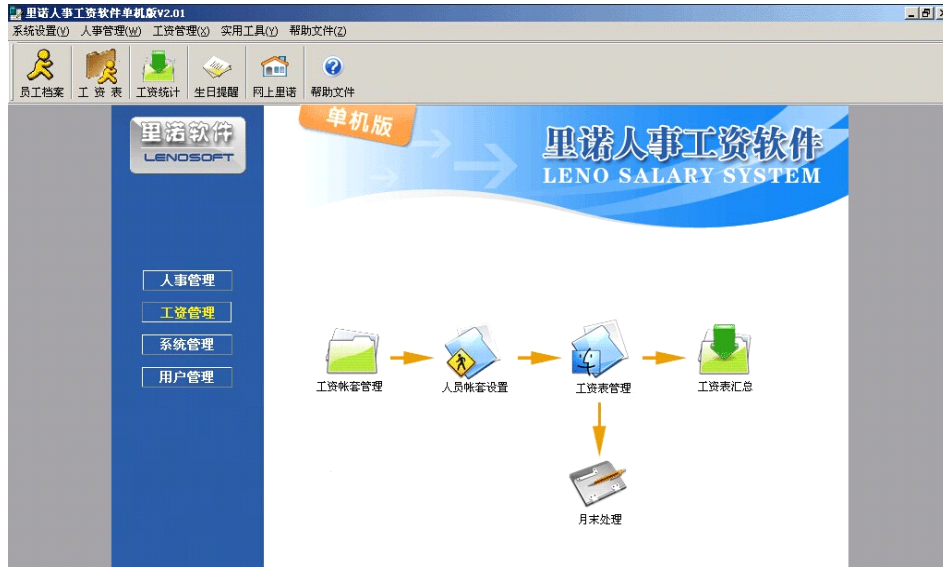 里诺人事工资软件单机版V2.01
系统设置(V) 人事管理(W) 工资管理(X) 实用工具(Y) 帮助文件(Z)
员工档案 工 资 表 工资统计 生日提醒 网上里诺 帮助文件
里諾软件
LENOSOFT
单机版
里诺人事工资软件
LENO SALARY SYSTEM
人事管理
工资管理
系统管理
用户管理
工资帐套管理 人员帐套设置 工资表管理 工资表汇总
月末处理